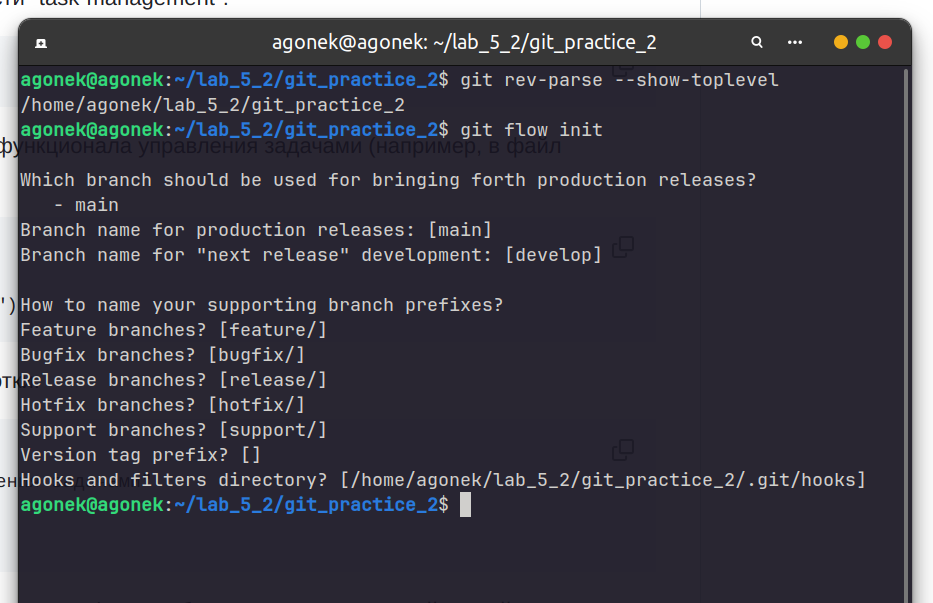 сти "task management".
agonek@agonek: ~/lab_5_2/git_practice_2
agonek@agonek:~/lab_5_2/git_practice_2$ git rev-parse --show-toplevel
/home/agonek/lab_5_2/git_practice_2
agonek@agonek:~/lab_5_2/git_practice_2$ git flow init
функционала управления задачами (например, в файл
Which branch should be used for bringing forth production releases?
- main
Branch name for production releases: [main]
Branch name for "next release" development: [develop]
')
How to name your supporting branch prefixes?
Feature branches? [feature/]
Bugfix branches? [bugfix/]
Release branches? [release/]
Hotfix branches? [hotfix/]
Support branches? [support/]
Version tag prefix? []
Hooks and filters directory? [/home/agonek/lab_5_2/git_practice_2/.git/hooks]
agonek@agonek:~/lab_5_2/git_practice_2$